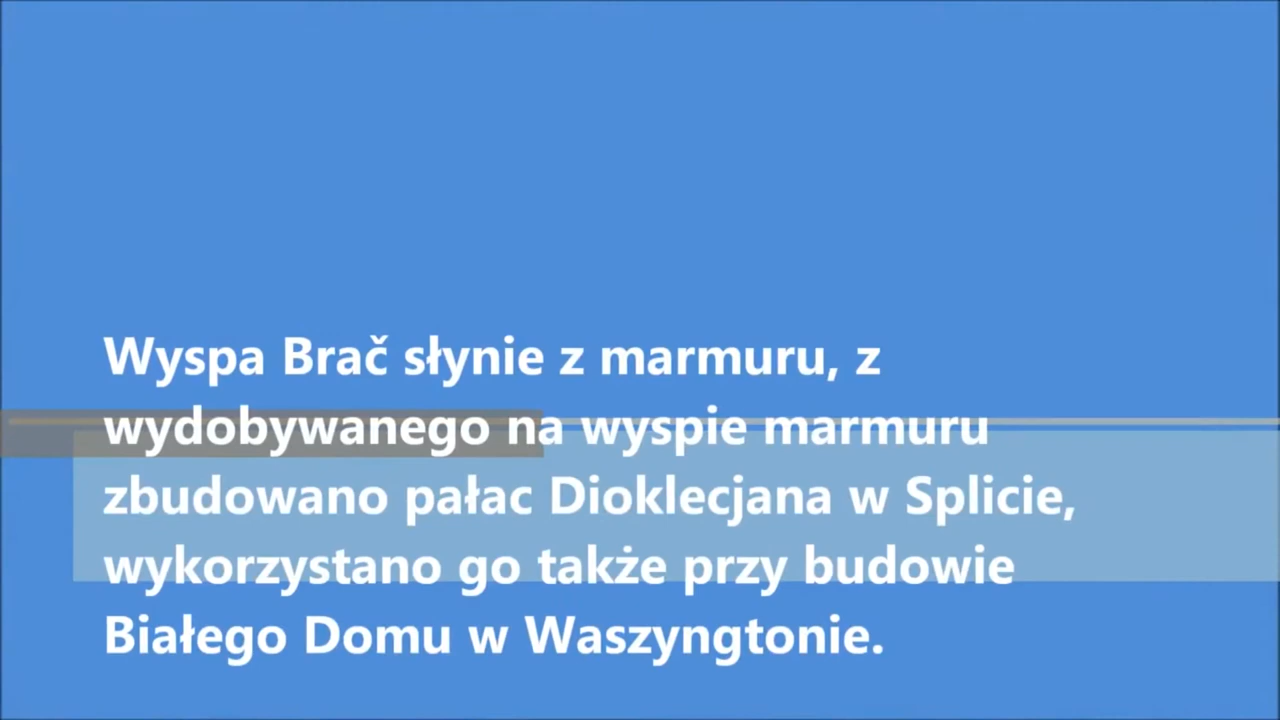 Wyspa Brač słynie z marmuru, z
wydobywanego na wyspie marmuru
zbudowano pałac Dioklecjana w Splicie,
wykorzystano go także przy budowie
Białego Domu w Waszyngtonie.